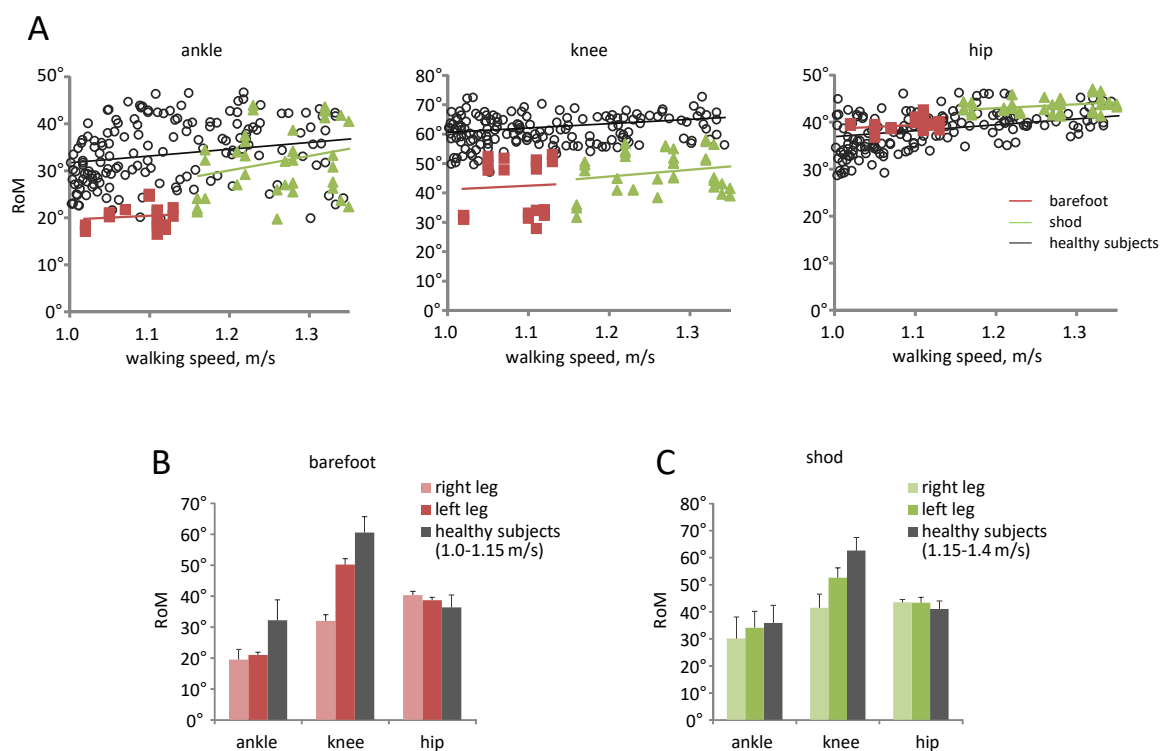 A
ankle
knee
hip
RoM
50°
40°
30°
20°
10°
0°
1.0 1.1 1.2 1.3
walking speed, m/s
80°
70°
60°
50°
40°
30°
20°
10°
0°
1.0 1.1 1.2 1.3
walking speed, m/s
50°
40°
30°
20°
10°
0°
1.0 1.1 1.2 1.3
walking speed, m/s
barefoot
shod
healthy subjects
B
barefoot
right leg
left leg
healthy subjects
(1.0-1.15 m/s)
RoM
70°
60°
50°
40°
30°
20°
10°
0°
ankle knee hip
C
shod
right leg
left leg
healthy subjects
(1.15-1.4 m/s)
RoM
80°
70°
60°
50°
40°
30°
20°
10°
0°
ankle knee hip